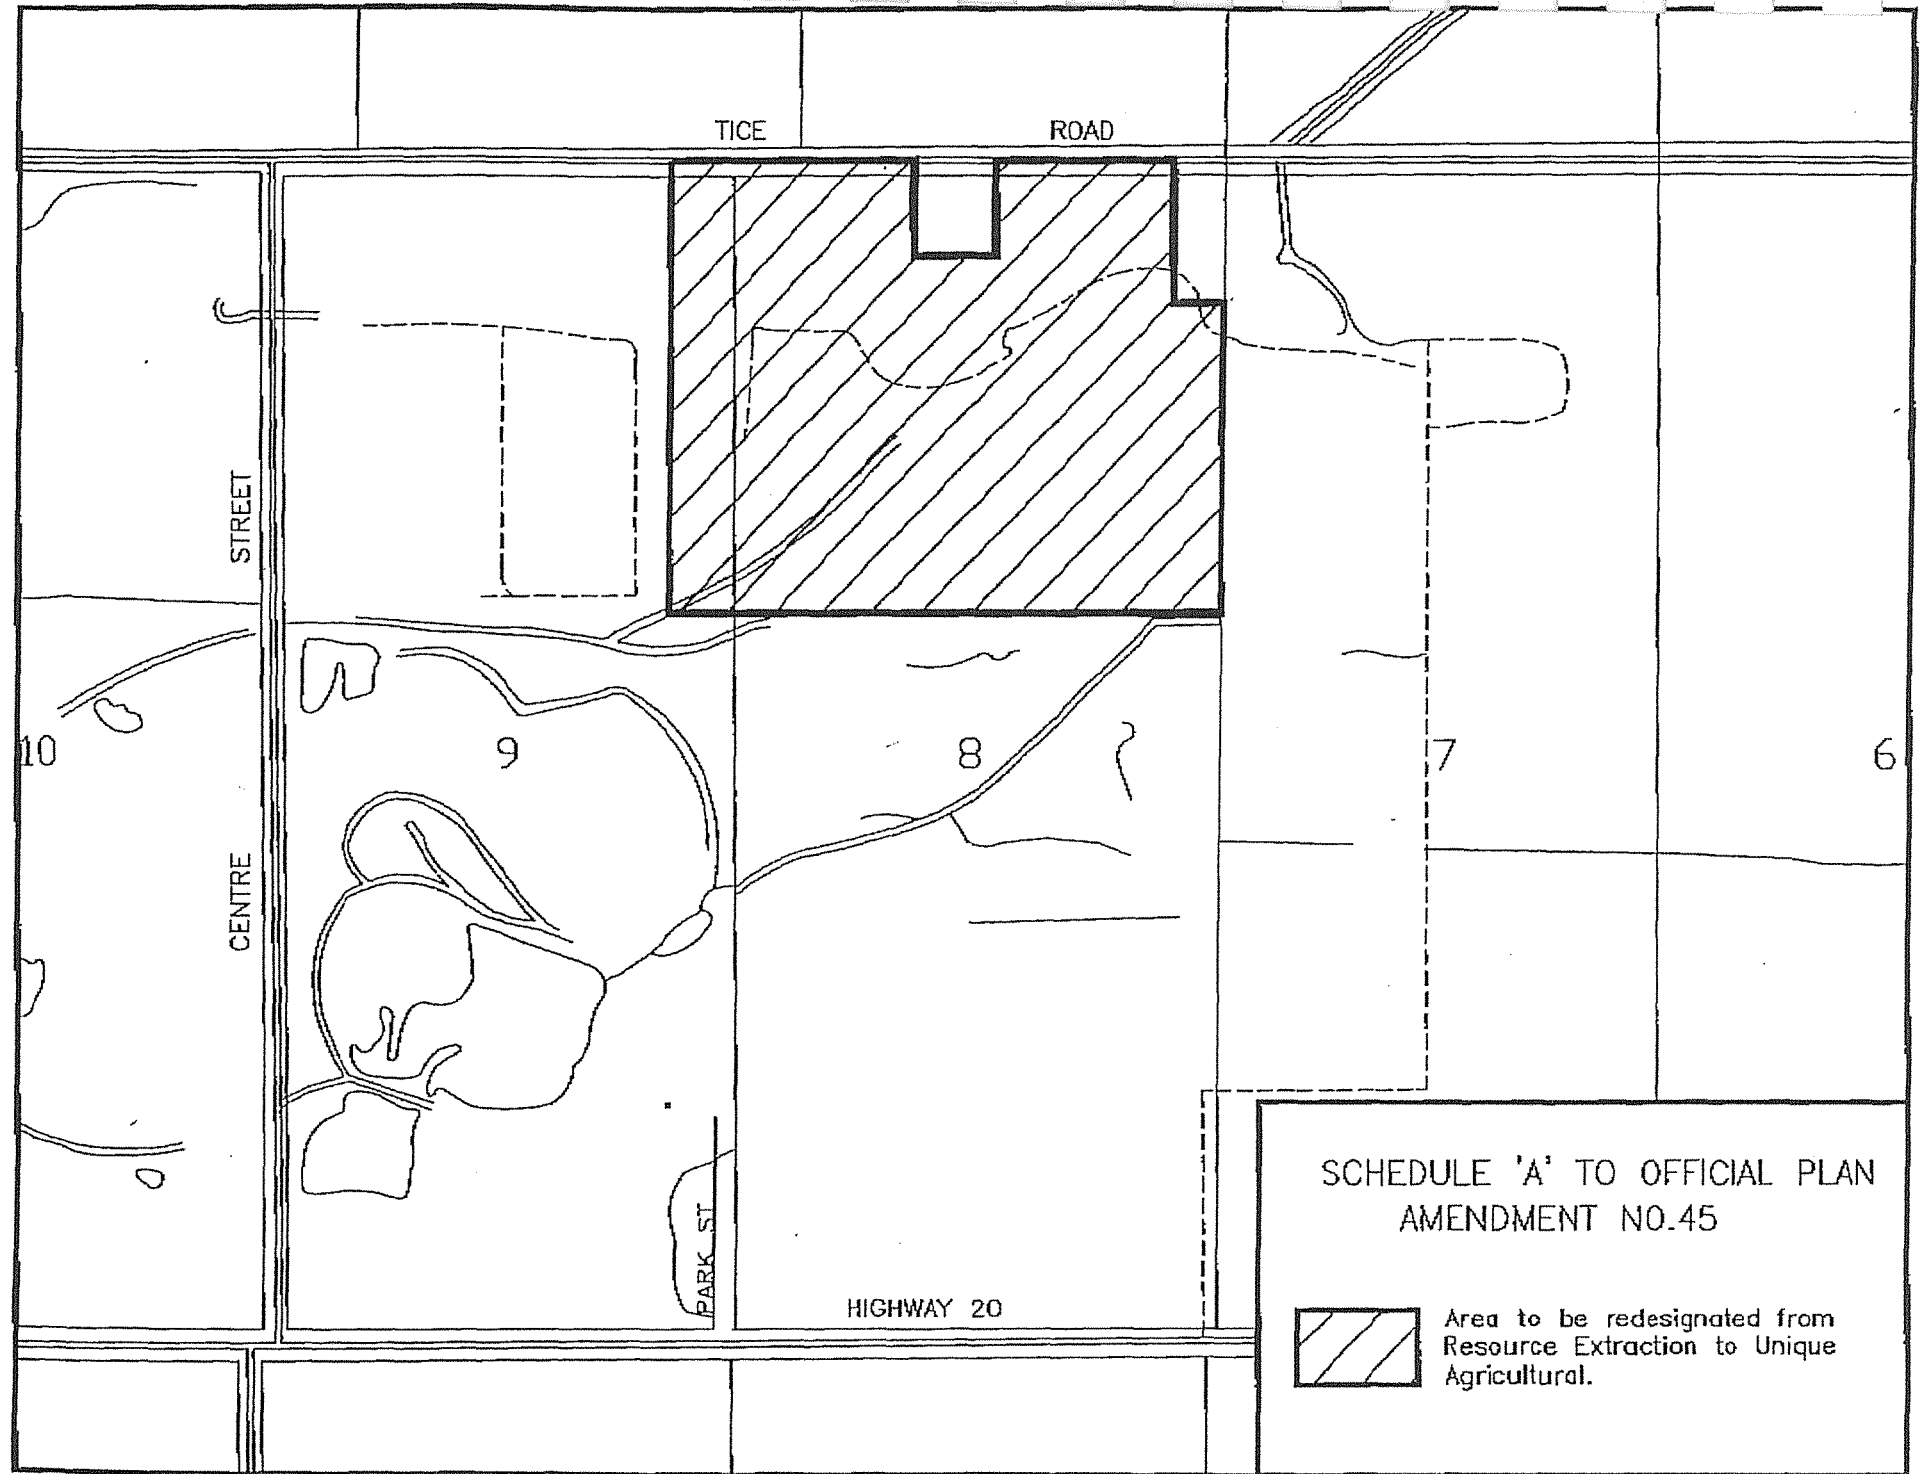 TICE ROAD
STREET
10 9 8 7 6
CENTRE
PARK ST
HIGHWAY 20
SCHEDULE 'A' TO OFFICIAL PLAN
AMENDMENT NO.45
Area to be redesignated from
Resource Extraction to Unique
Agricultural.